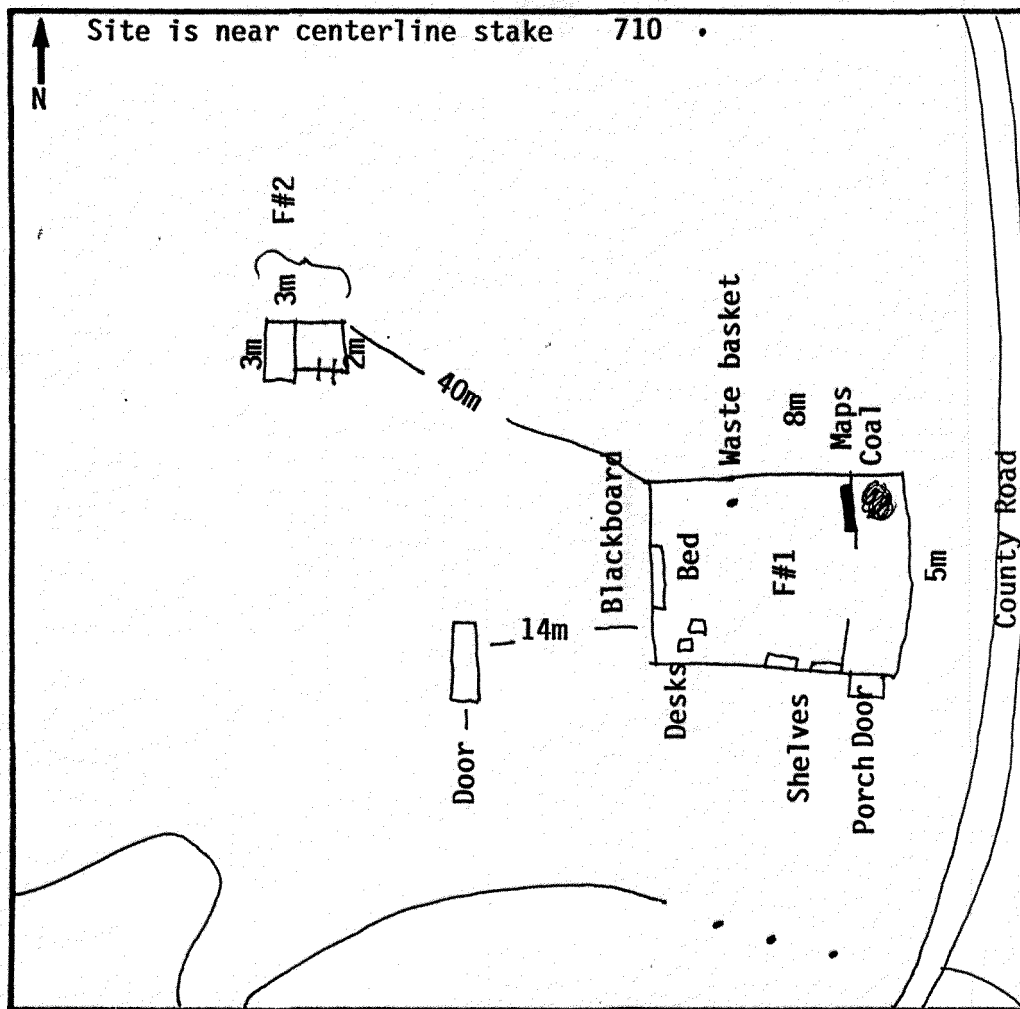 Site is near centerline stake 710
N
F#2
3m
3m
2m
40m
Waste basket
8m
Maps
Coal
Blackboard
Bed
F#1
5m
County Road
14m
Desks
Door
Shelves
Porch Door